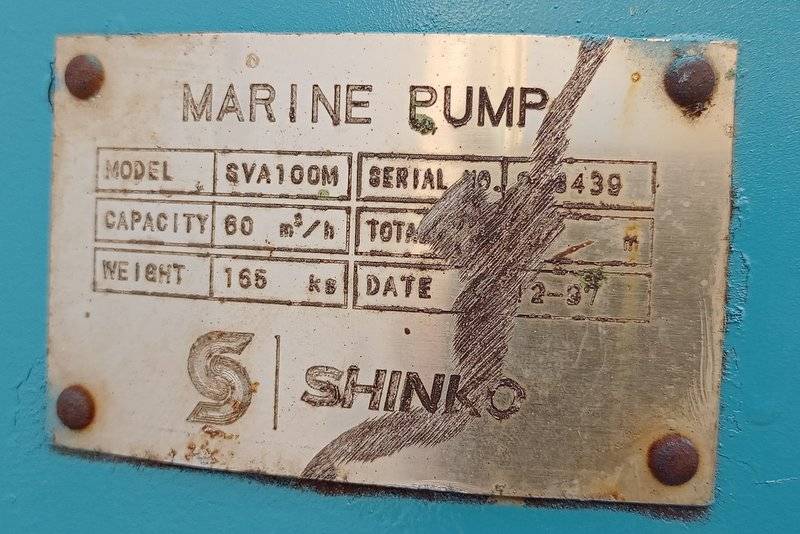 MARINE PUMP
MODEL SVA100M SERIAL NO.
CAPACITY 60 m³/h m
WEIGHT 165 kg DATE
SHINKO